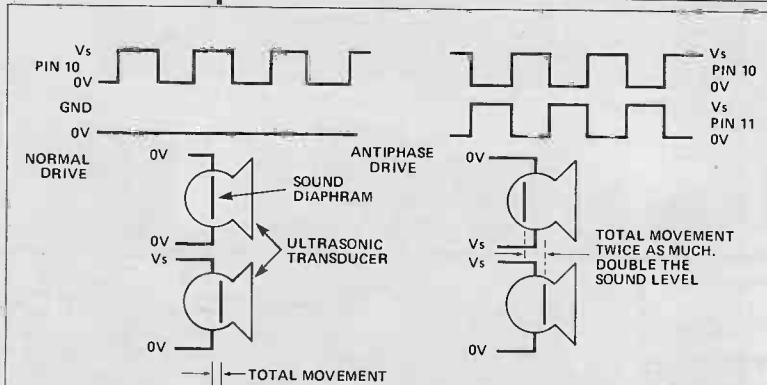 Vs
PIN 10
0V
GND
0V
NORMAL
DRIVE
0V
SOUND
DIAPHRAM
0V
Vs
ULTRASONIC
TRANSDUCER
0V
TOTAL MOVEMENT
Vs
PIN 10
0V
Vs
PIN 11
0V
ANTIPHASE
DRIVE
0V
Vs
Vs
TOTAL MOVEMENT
TWICE AS MUCH.
DOUBLE THE
SOUND LEVEL
0V